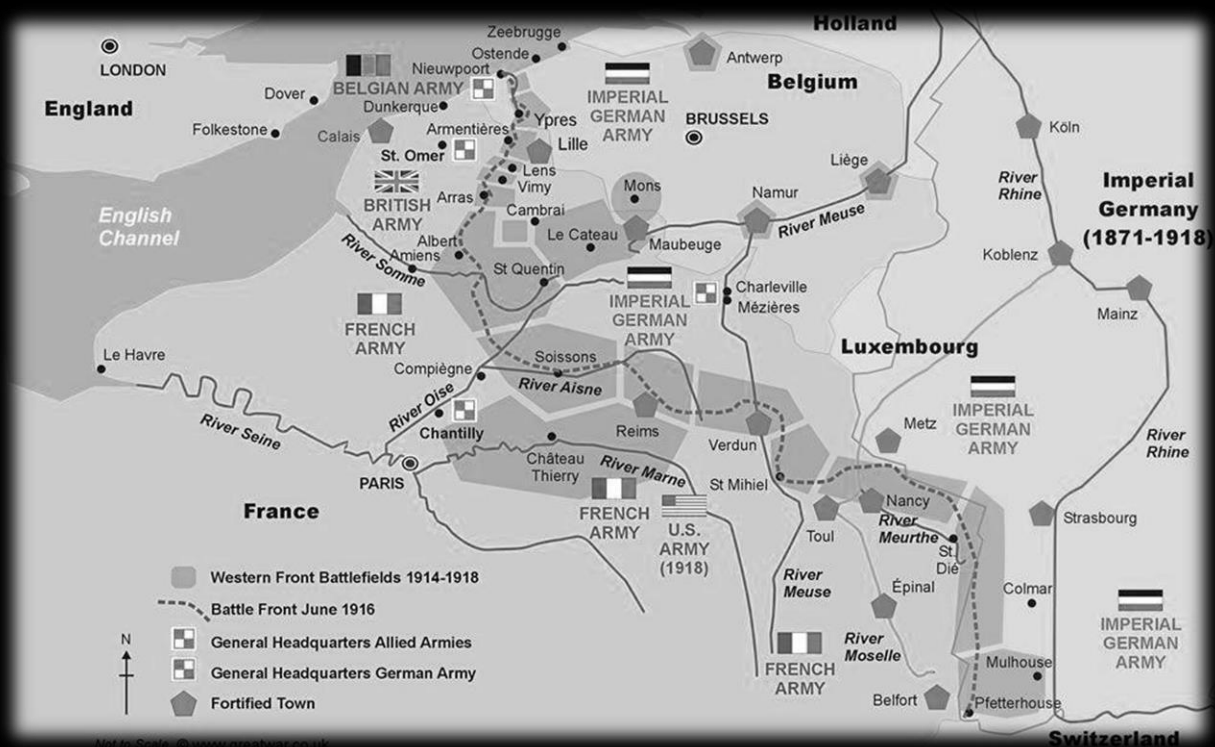 Holland
Zeebrugge
Ostende
LONDON
Nieuwpoort
Antwerp
BELGIAN ARMY
IMPERIAL
GERMAN
ARMY
Belgium
England
Dover
Dunkerque
Folkestone
Calais
Armentières
Ypres
BRUSSELS
Köln
St. Omer
Lille
Liège
River
Rhine
Imperial
Germany
(1871-1918)
BRITISH
ARMY
Lens
Vimy
Arras
Mons
Namur
River Meuse
English
Channel
Cambrai
Le Cateau
Maubeuge
Koblenz
Albert
Amiens
River Somme
St Quentin
IMPERIAL
GERMAN
ARMY
Charleville
Mézières
Mainz
FRENCH
ARMY
Luxembourg
Le Havre
Compiègne
Soissons
River Aisne
River Oise
IMPERIAL
GERMAN
ARMY
River Seine
Chantilly
Reims
Verdun
Metz
River
Rhine
PARIS
Château
Thierry
River Marne
St Mihiel
France
FRENCH
ARMY
U.S.
ARMY
(1918)
Toul
Nancy
River
Meurthe
St.
Dié
Strasbourg
River
Meuse
Épinal
Colmar
Western Front Battlefields 1914-1918
Battle Front June 1916
N
General Headquarters Allied Armies
General Headquarters German Army
Fortified Town
FRENCH
ARMY
River
Moselle
IMPERIAL
GERMAN
ARMY
Mulhouse
Belfort
Pfetterhouse
Not to Scale © www.greatwar.co.uk
Switzerland